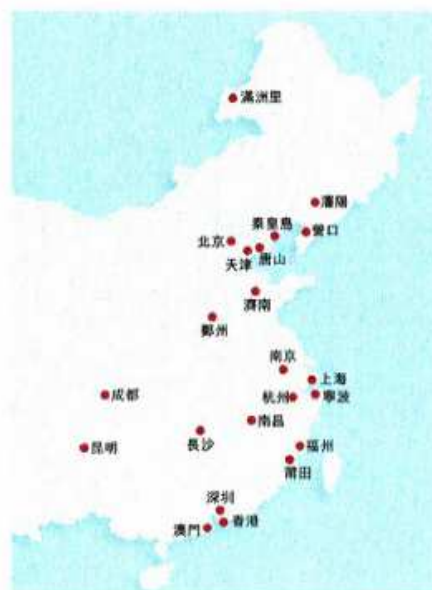 滿洲里
瀋陽
秦皇島
營口
北京
天津
唐山
濟南
鄭州
南京
上海
成都
杭州
寧波
南昌
長沙
福州
昆明
莆田
深圳
香港
澳門